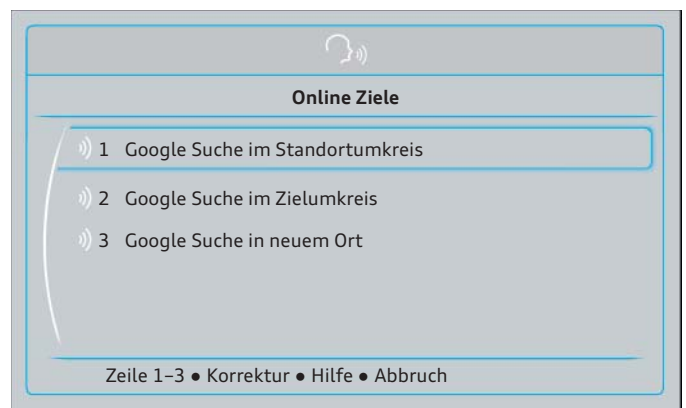 Online Ziele
1 Google Suche im Standortumkreis
2 Google Suche im Zielumkreis
3 Google Suche in neuem Ort
Zeile 1–3 ● Korrektur ● Hilfe ● Abbruch